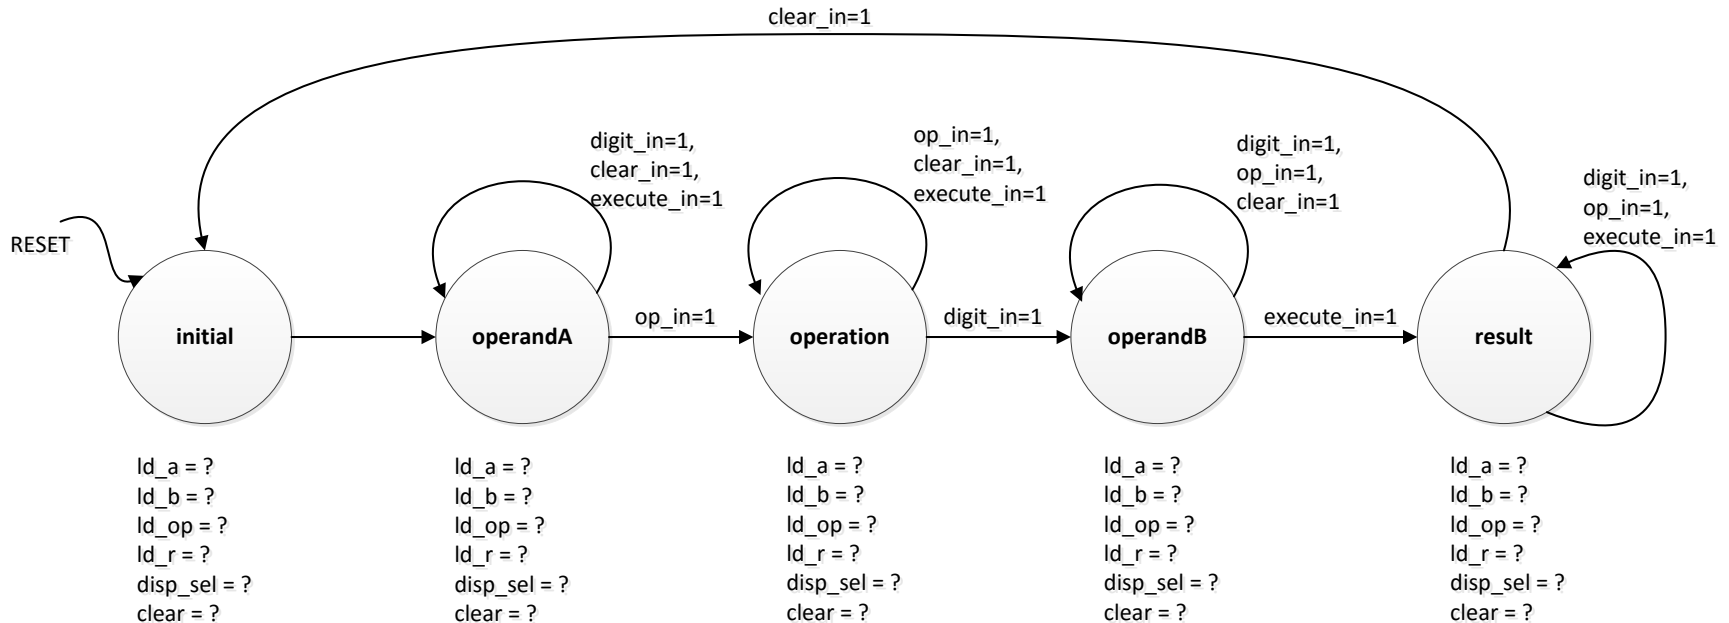 clear_in=1
digit_in=1,
clear_in=1,
execute_in=1
op_in=1,
clear_in=1,
execute_in=1
digit_in=1,
op_in=1,
clear_in=1
digit_in=1,
op_in=1,
execute_in=1
RESET
initial
operandA
op_in=1
operation
digit_in=1
operandB
execute_in=1
result
ld_a = ?
ld_b = ?
ld_op = ?
ld_r = ?
disp_sel = ?
clear = ?
ld_a = ?
ld_b = ?
ld_op = ?
ld_r = ?
disp_sel = ?
clear = ?
ld_a = ?
ld_b = ?
ld_op = ?
ld_r = ?
disp_sel = ?
clear = ?
ld_a = ?
ld_b = ?
ld_op = ?
ld_r = ?
disp_sel = ?
clear = ?
ld_a = ?
ld_b = ?
ld_op = ?
ld_r = ?
disp_sel = ?
clear = ?